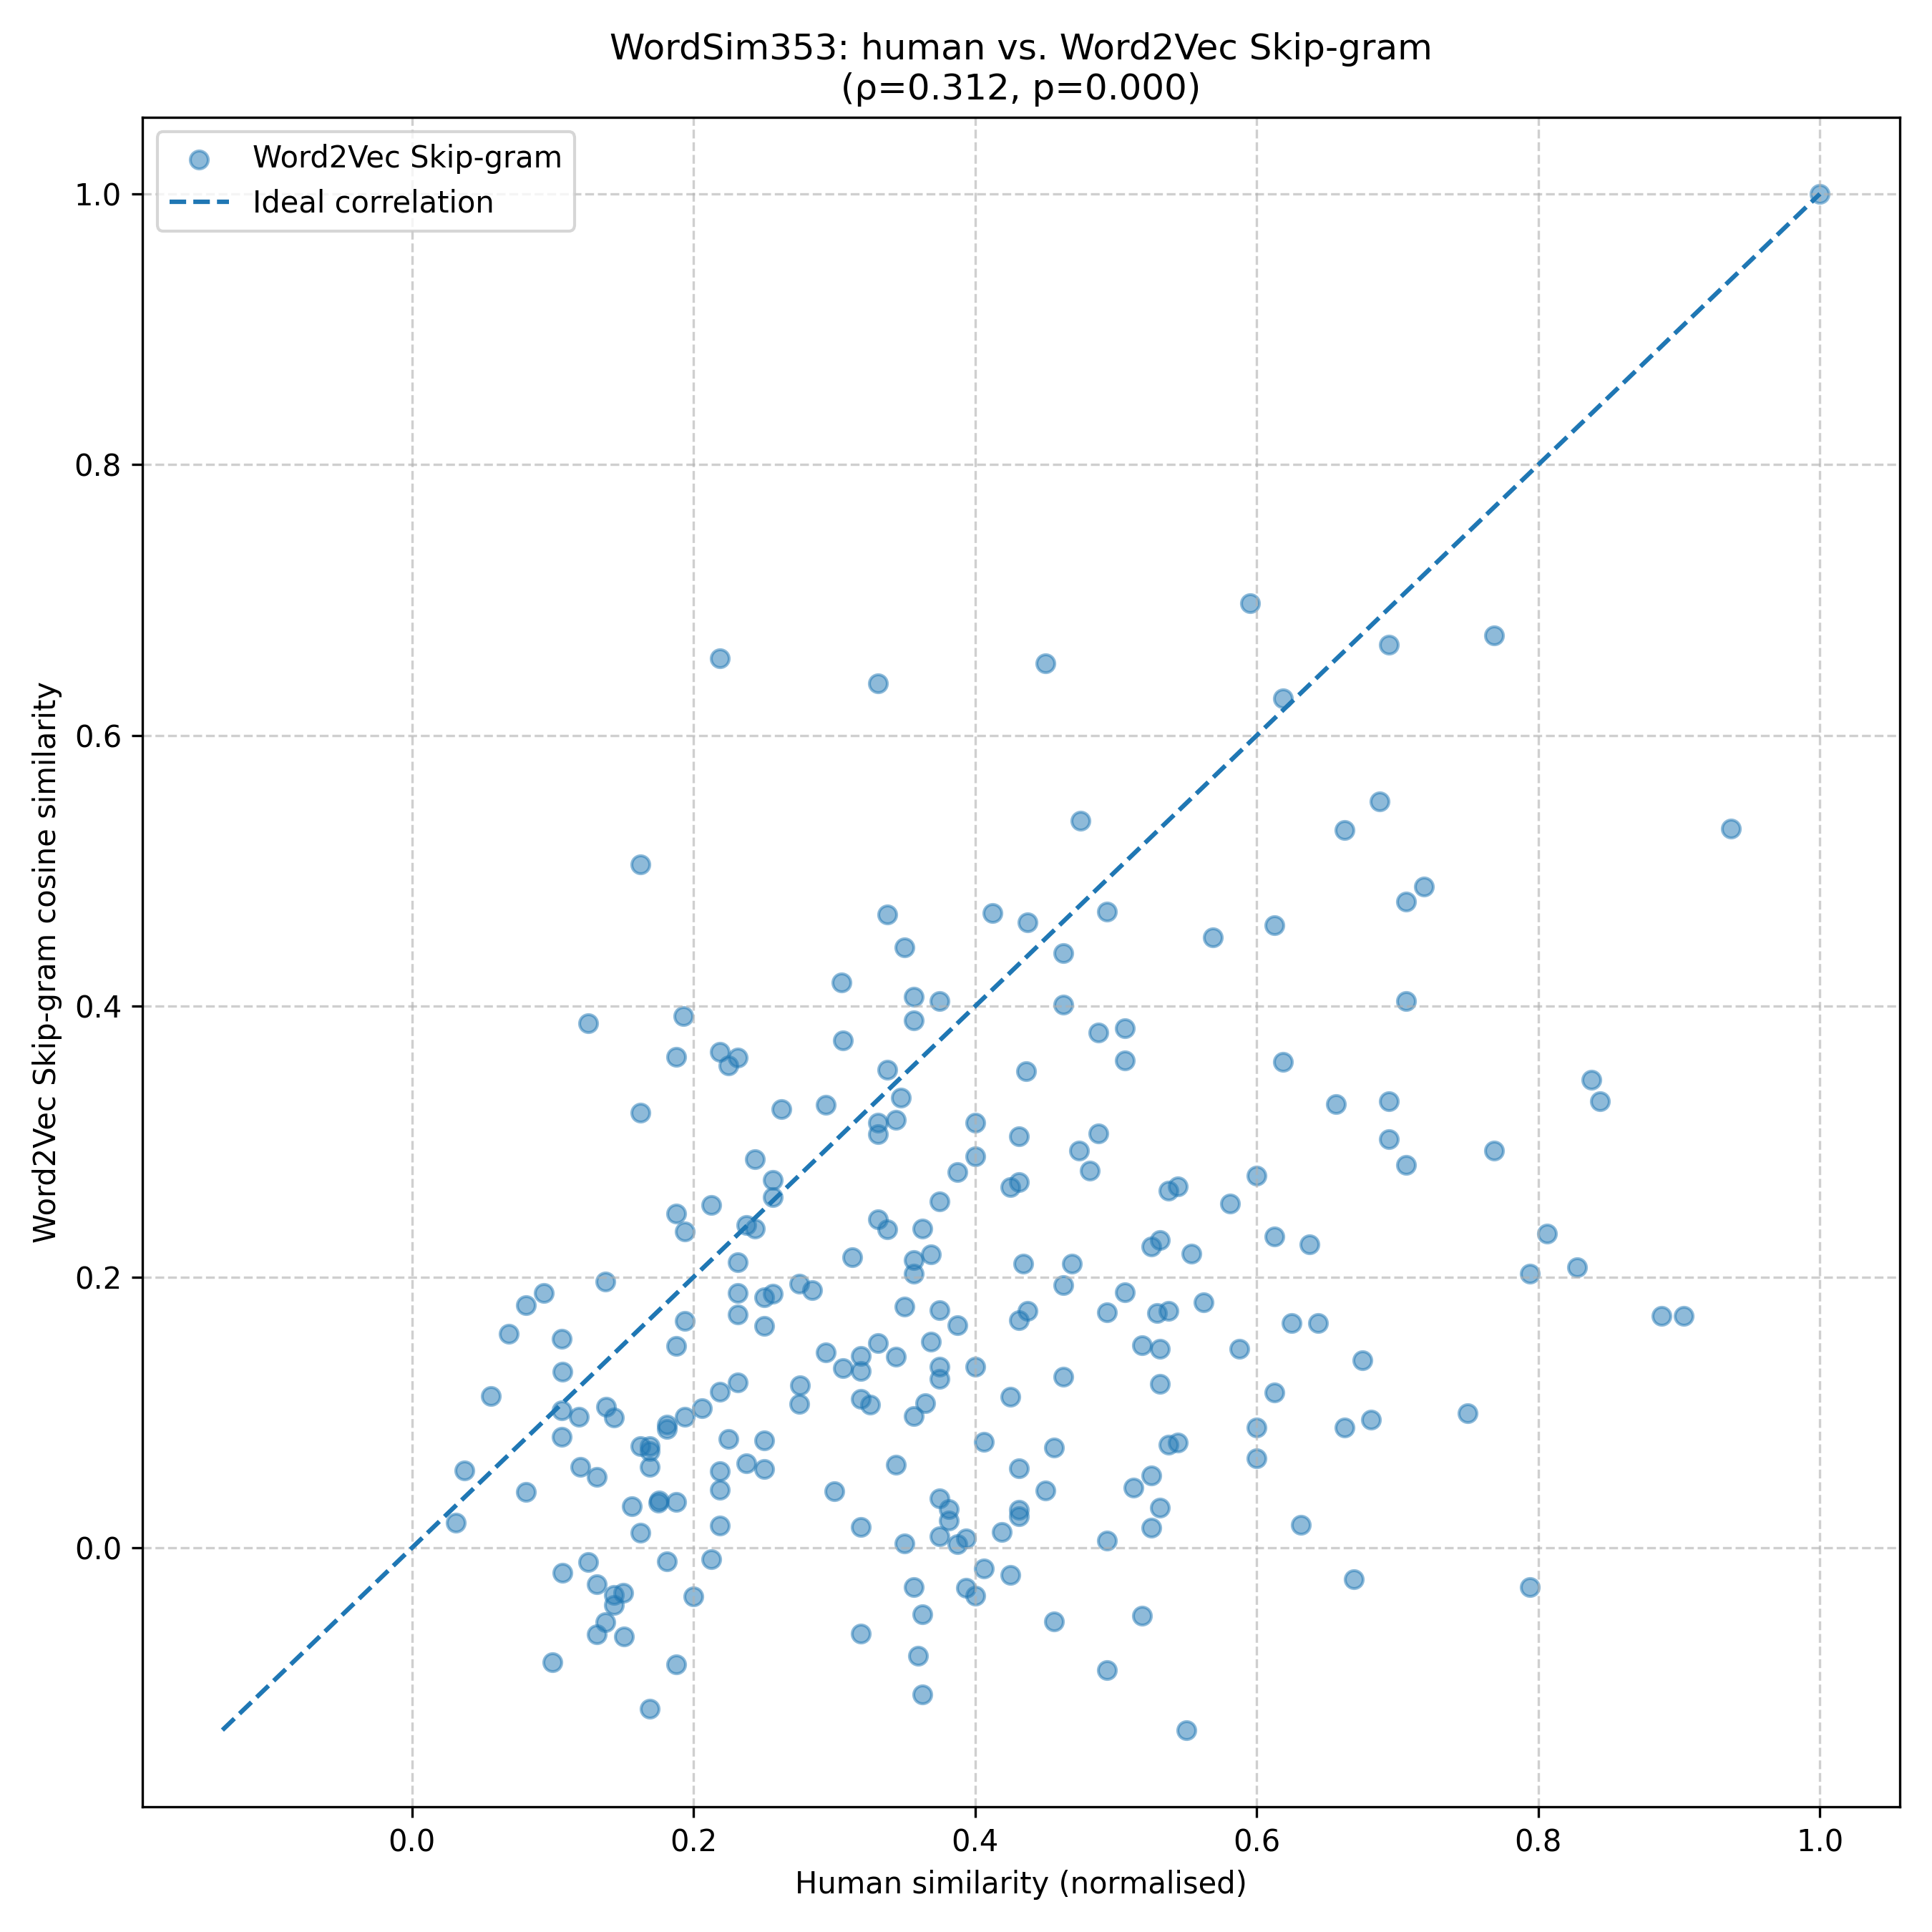 WordSim353: human vs. Word2Vec Skip-gram
(ρ=0.312, p=0.000)
Word2Vec Skip-gram
Ideal correlation
1.0
0.8
0.6
0.4
0.2
0.0
Word2Vec Skip-gram cosine similarity
0.0 0.2 0.4 0.6 0.8 1.0
Human similarity (normalised)